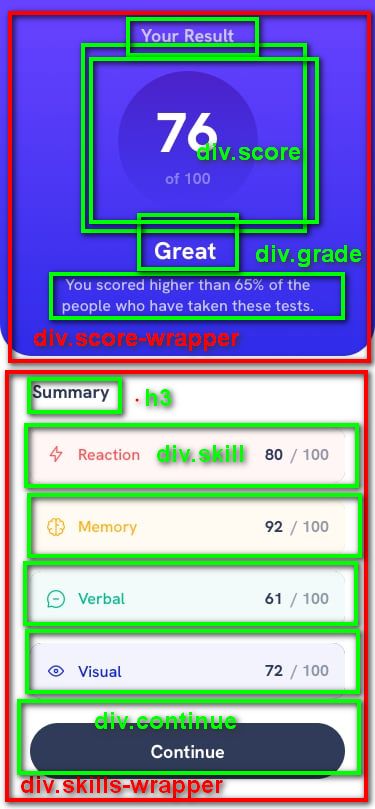 Your Result
76
div.score
of 100
Great
div.grade
You scored higher than 65% of the
people who have taken these tests.
div.score-wrapper
Summary
h3
Reaction
div.skill
80 / 100
Memory
92 / 100
Verbal
61 / 100
Visual
72 / 100
div.continue
Continue
div.skills-wrapper